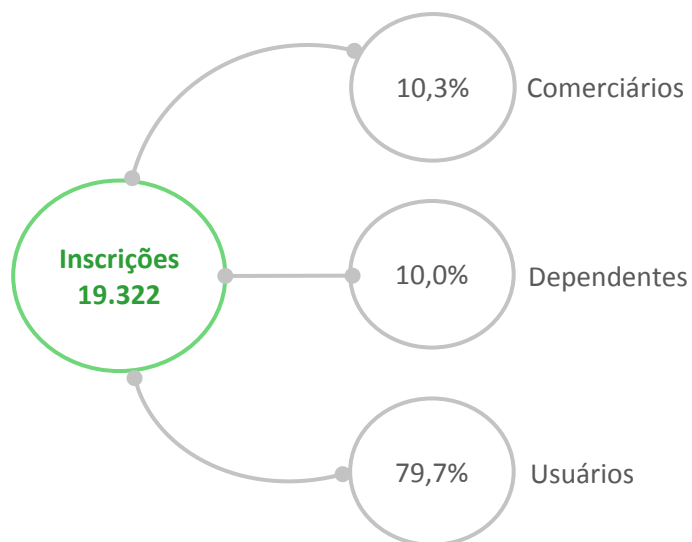 10,3% Comerciários
Inscrições
19.322
10,0% Dependentes
79,7% Usuários